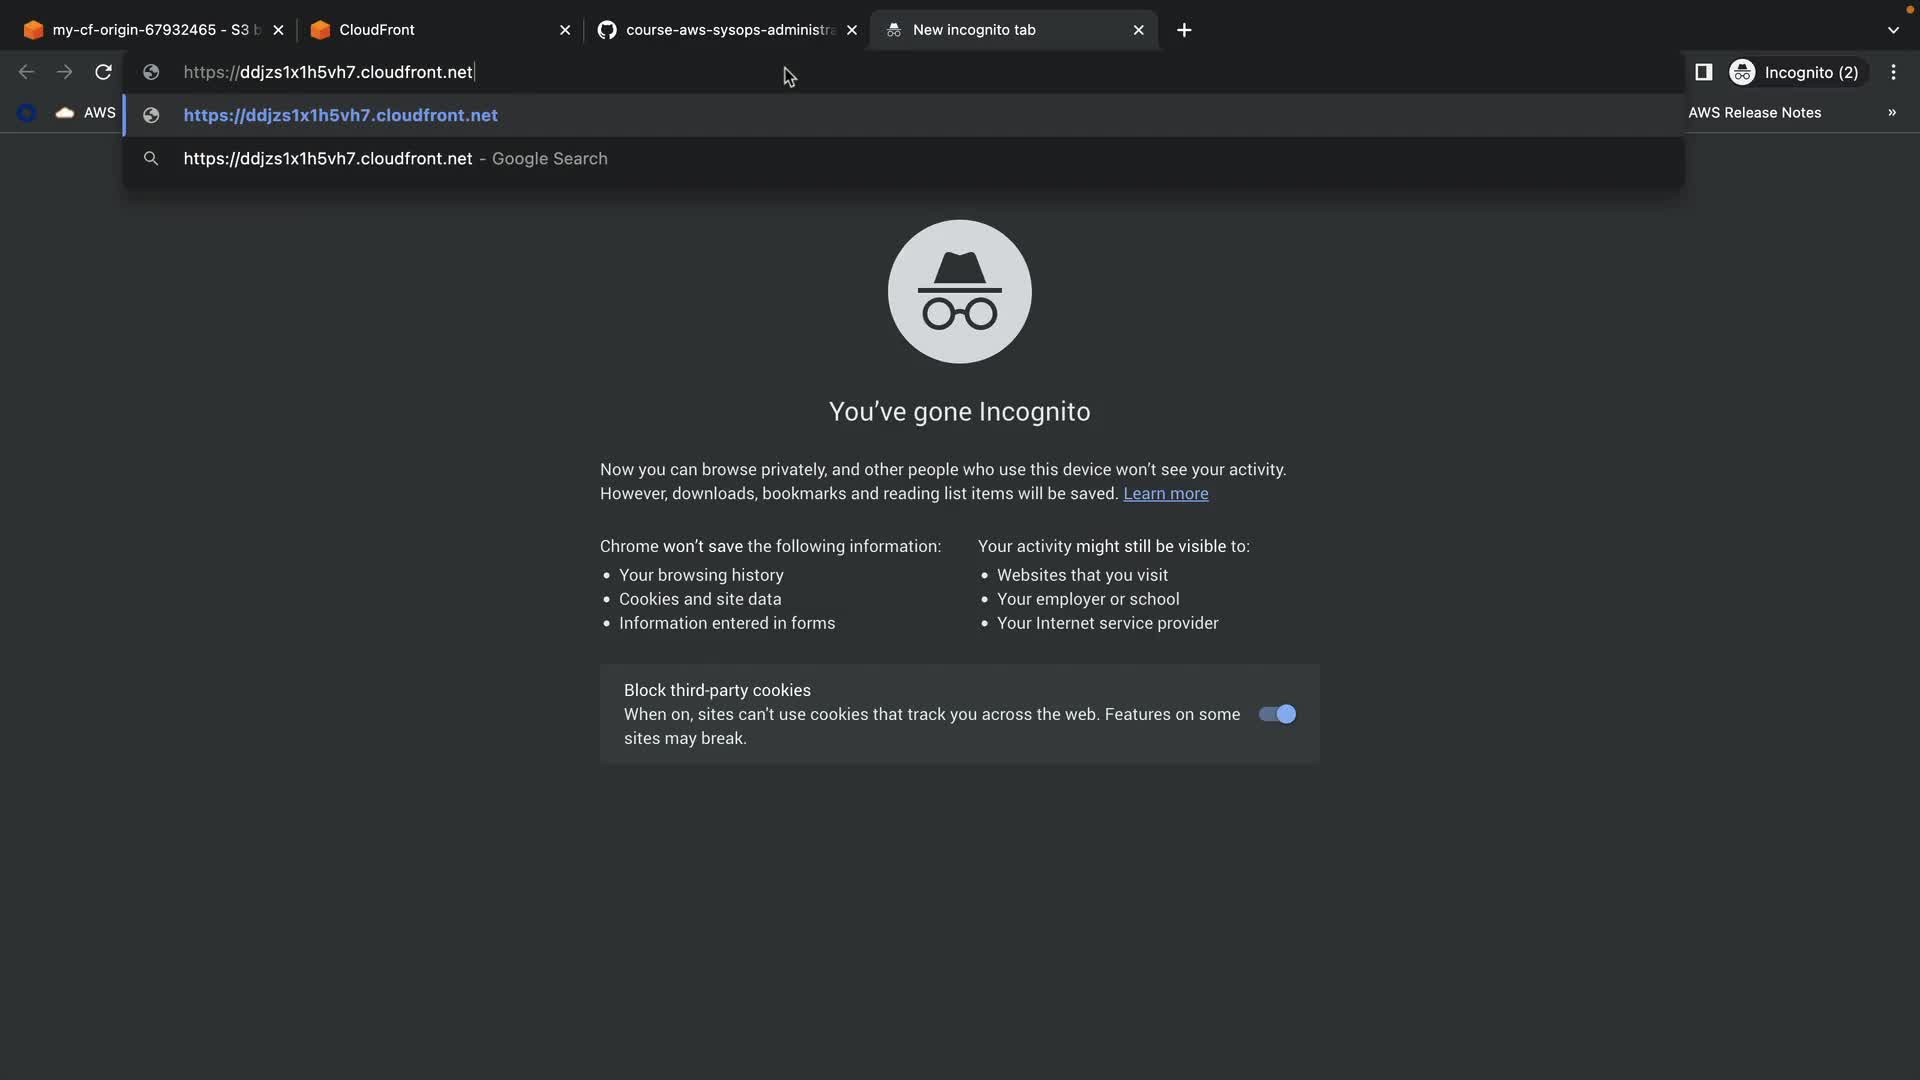 my-cf-origin-67932465 - S3 b
CloudFront
course-aws-sysops-administra
New incognito tab
https://ddjzs1x1h5vh7.cloudfront.net
Incognito (2)
AWS
https://ddjzs1x1h5vh7.cloudfront.net
AWS Release Notes
»
https://ddjzs1x1h5vh7.cloudfront.net - Google Search
You've gone Incognito
Now you can browse privately, and other people who use this device won't see your activity.
However, downloads, bookmarks and reading list items will be saved. Learn more
Chrome won't save the following information:
• Your browsing history
• Cookies and site data
• Information entered in forms
Your activity might still be visible to:
• Websites that you visit
• Your employer or school
• Your Internet service provider
Block third-party cookies
When on, sites can't use cookies that track you across the web. Features on some
sites may break.